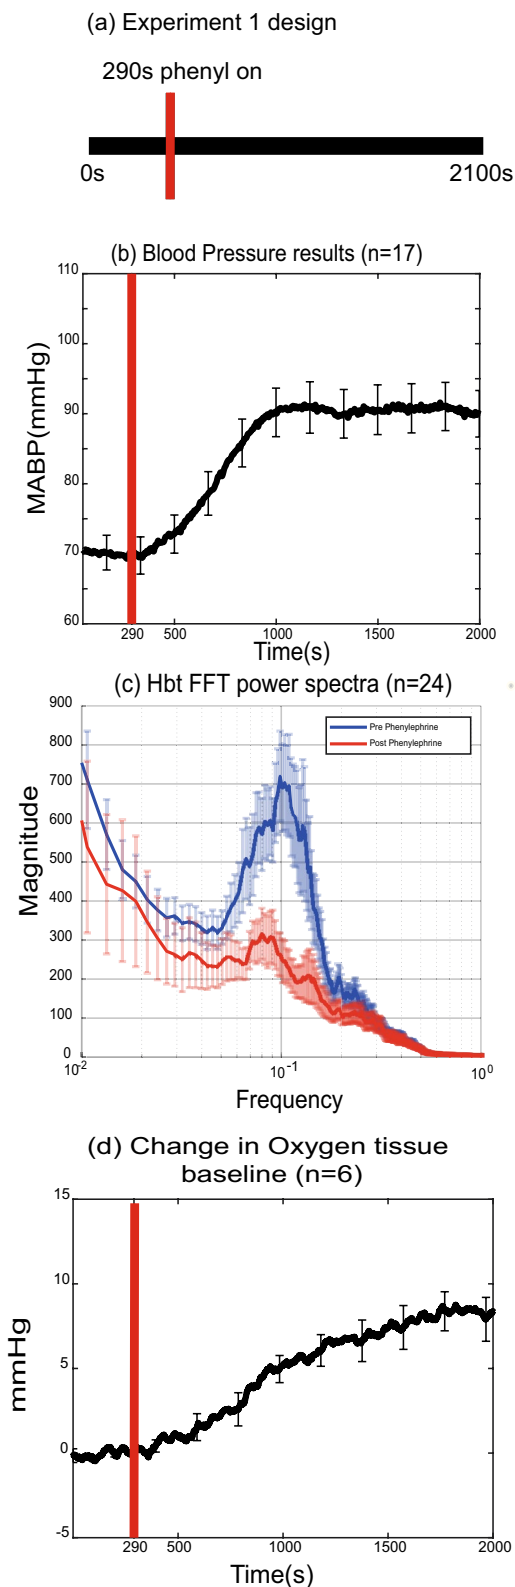 (a) Experiment 1 design
290s phenyl on
0s
2100s
(b) Blood Pressure results (n=17)
MABP(mmHg)
110
100
90
80
70
60
290
500
1000
1500
2000
Time(s)
(c) Hbt FFT power spectra (n=24)
Magnitude
900
800
700
600
500
400
300
200
100
0
Pre Phenylephrine
Post Phenylephrine
10-2
10-1
100
Frequency
(d) Change in Oxygen tissue
baseline (n=6)
mmHg
15
10
5
0
-5
290
500
1000
1500
2000
Time(s)